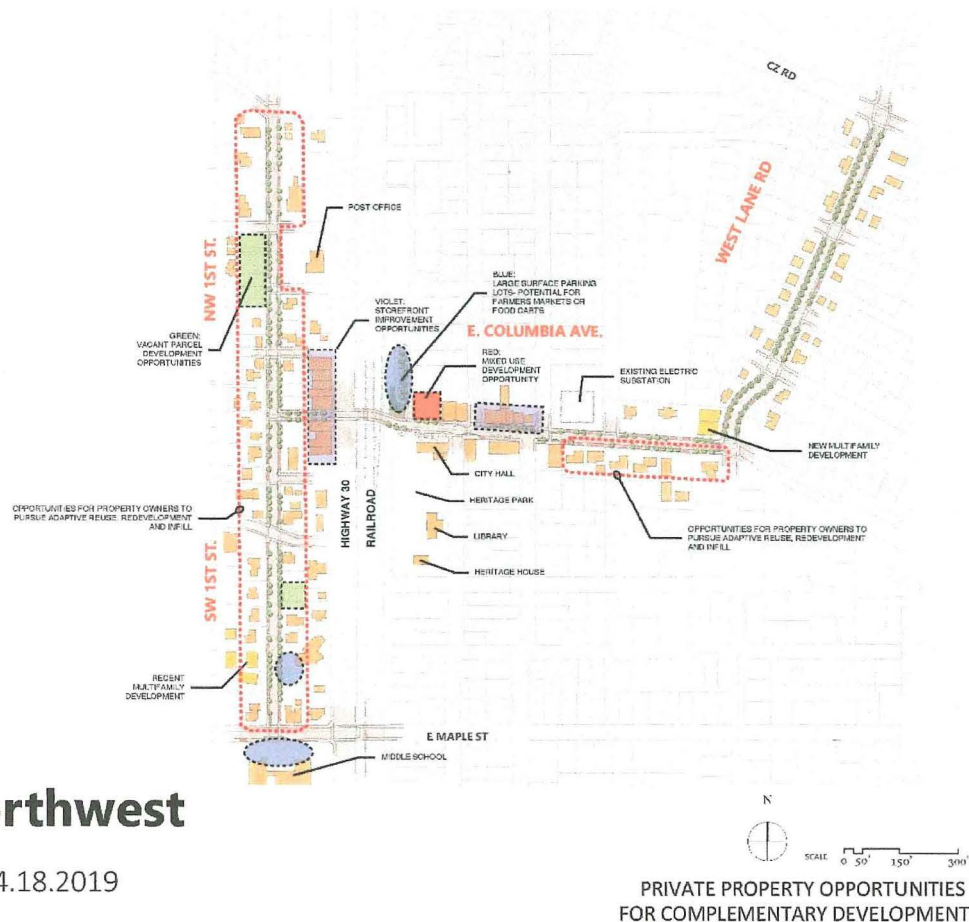 CZ RD
WEST LANE RD
POST OFFICE
NW 1ST ST.
BLUE:
LARGE SURFACE PARKING
LOTS- POTENTIAL FOR
FARMERS MARKETS OR
FOOD CARTS
VIOLET:
STOREFRONT
IMPROVEMENT
OPPORTUNITIES
E. COLUMBIA AVE.
GREEN:
VACANT PARCEL
DEVELOPMENT
OPPORTUNITIES
RED:
MIXED USE
DEVELOPMENT
OPPORTUNITY
EXISTING ELECTRIC
SUBSTATION
NEW MULTIFAMILY
DEVELOPMENT
CITY HALL
HERITAGE PARK
HIGHWAY 30
RAILROAD
OPPORTUNITIES FOR PROPERTY OWNERS TO
PURSUE ADAPTIVE REUSE, REDEVELOPMENT
AND INFILL
OPPORTUNITIES FOR PROPERTY OWNERS TO
PURSUE ADAPTIVE REUSE, REDEVELOPMENT
AND INFILL
LIBRARY
HERITAGE HOUSE
SW 1ST ST.
RECENT
MULTIFAMILY
DEVELOPMENT
E MAPLE ST
MIDDLE SCHOOL
rthwest
4.18.2019
N
SCALE 0 50' 150' 300'
PRIVATE PROPERTY OPPORTUNITIES
FOR COMPLEMENTARY DEVELOPMENT